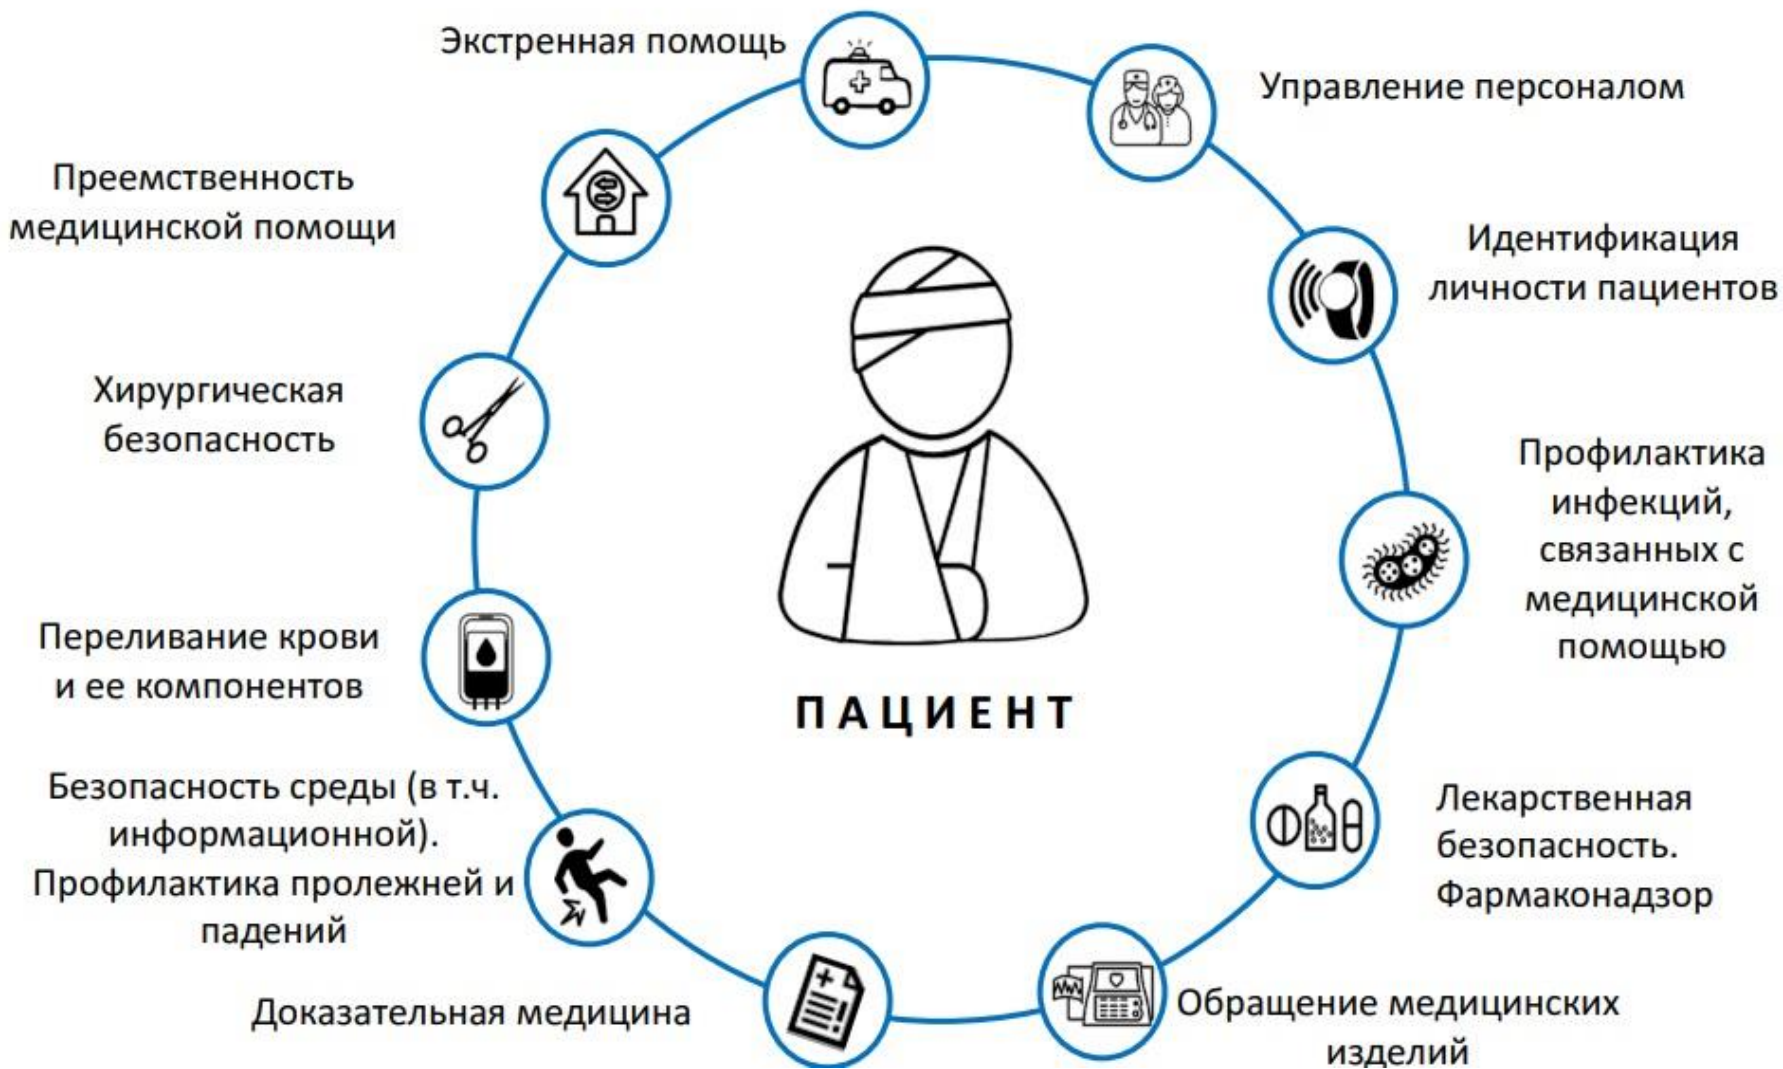 Экстренная помощь
Управление персоналом
Преемственность
медицинской помощи
Идентификация
личности пациентов
Хирургическая
безопасность
Профилактика
инфекций,
связанных с
медицинской
помощью
Переливание крови
и ее компонентов
ПАЦИЕНТ
Безопасность среды (в т.ч.
информационной).
Профилактика пролежней и
падений
Лекарственная
безопасность.
Фармаконадзор
Доказательная медицина
Обращение медицинских
изделий